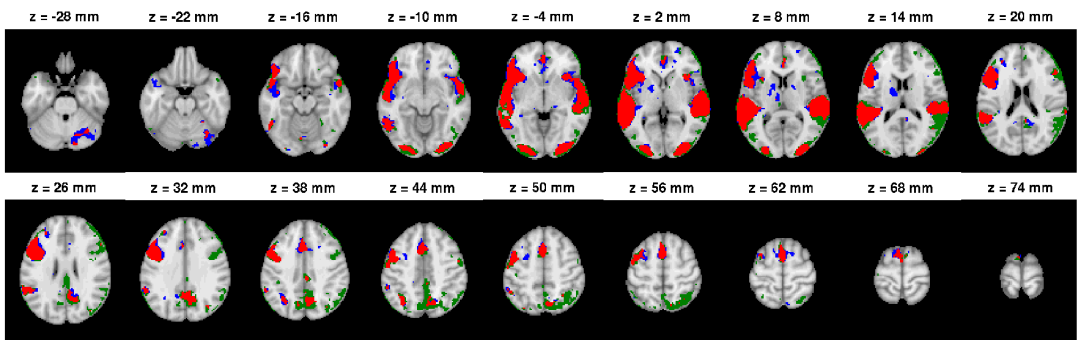 z = -28 mm z = -22 mm z = -16 mm z = -10 mm z = -4 mm z = 2 mm z = 8 mm z = 14 mm z = 20 mm
z = 26 mm z = 32 mm z = 38 mm z = 44 mm z = 50 mm z = 56 mm z = 62 mm z = 68 mm z = 74 mm